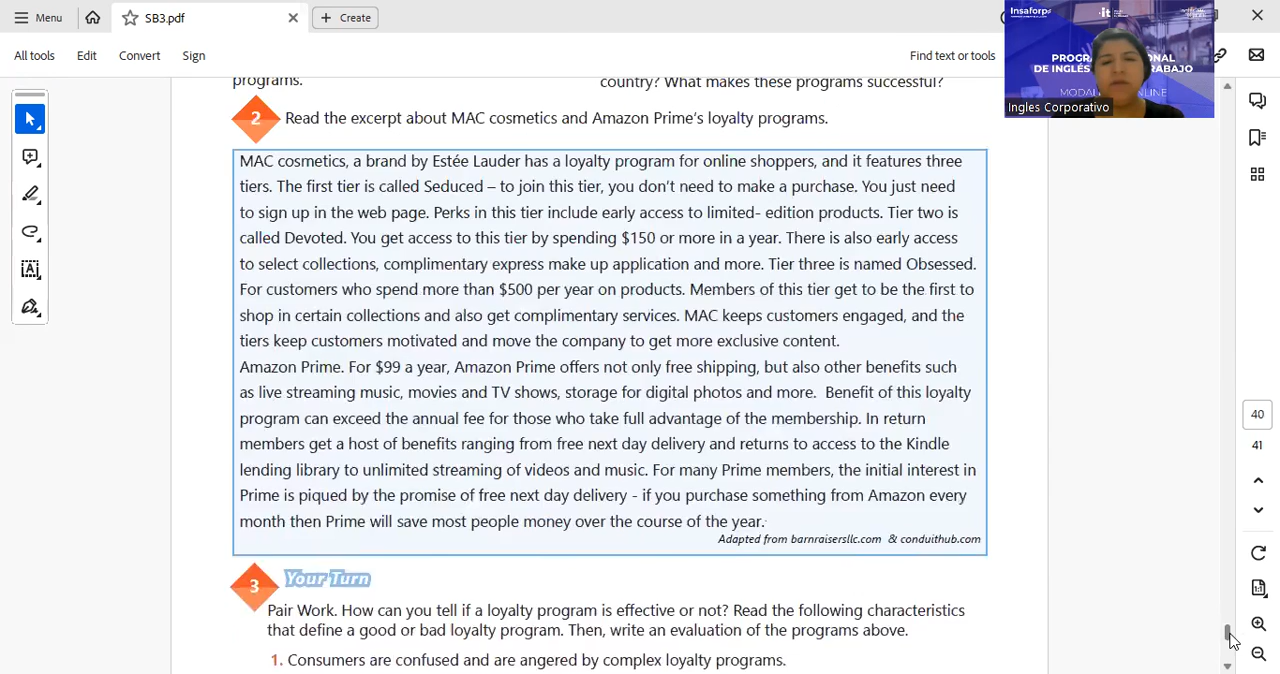 Menu
SB3.pdf
Create
All tools
Edit
Convert
Sign
Find text or tools
Insaforp
it
PROGRA
ONAL
DE INGLÉS
RABAJO
MODAL
ONLINE
Ingles Corporativo
programs.
country? What makes these programs successful?
2 Read the excerpt about MAC cosmetics and Amazon Prime's loyalty programs.
MAC cosmetics, a brand by Estée Lauder has a loyalty program for online shoppers, and it features three
tiers. The first tier is called Seduced – to join this tier, you don't need to make a purchase. You just need
to sign up in the web page. Perks in this tier include early access to limited- edition products. Tier two is
called Devoted. You get access to this tier by spending $150 or more in a year. There is also early access
to select collections, complimentary express make up application and more. Tier three is named Obsessed.
For customers who spend more than $500 per year on products. Members of this tier get to be the first to
shop in certain collections and also get complimentary services. MAC keeps customers engaged, and the
tiers keep customers motivated and move the company to get more exclusive content.
Amazon Prime. For $99 a year, Amazon Prime offers not only free shipping, but also other benefits such
as live streaming music, movies and TV shows, storage for digital photos and more.  Benefit of this loyalty
program can exceed the annual fee for those who take full advantage of the membership. In return
members get a host of benefits ranging from free next day delivery and returns to access to the Kindle
lending library to unlimited streaming of videos and music. For many Prime members, the initial interest in
Prime is piqued by the promise of free next day delivery - if you purchase something from Amazon every
month then Prime will save most people money over the course of the year.
Adapted from barnraisersllc.com  & conduithub.com
3 Your Turn
Pair Work. How can you tell if a loyalty program is effective or not? Read the following characteristics
that define a good or bad loyalty program. Then, write an evaluation of the programs above.
1. Consumers are confused and are angered by complex loyalty programs.
40
41